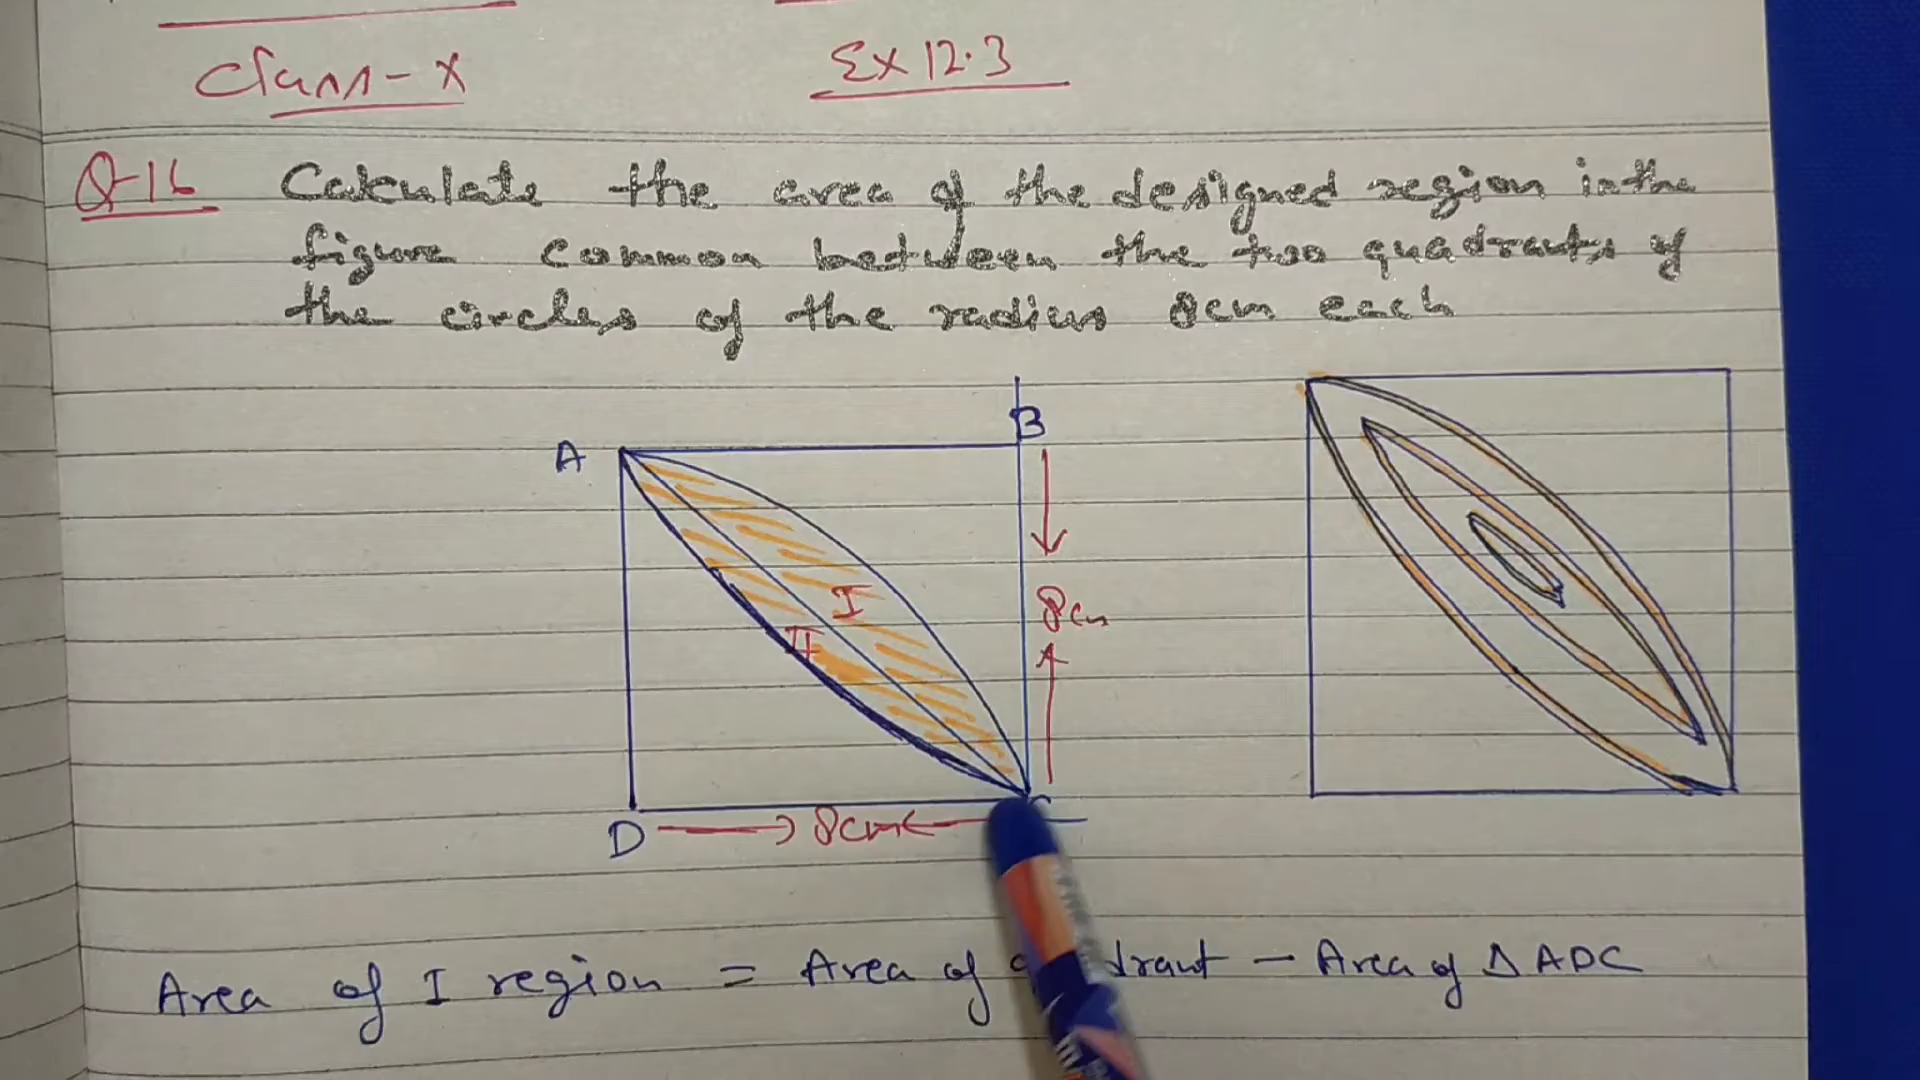 Class-X
Ex 12.3
Q-16 Calculate the area of the designed region in the
figure common between the two quadrants of
the circles of the radius 8cm each
A
B
I
II
8cm
D
8cm
Area of I region = Area of quadrant - Area of Δ ADC